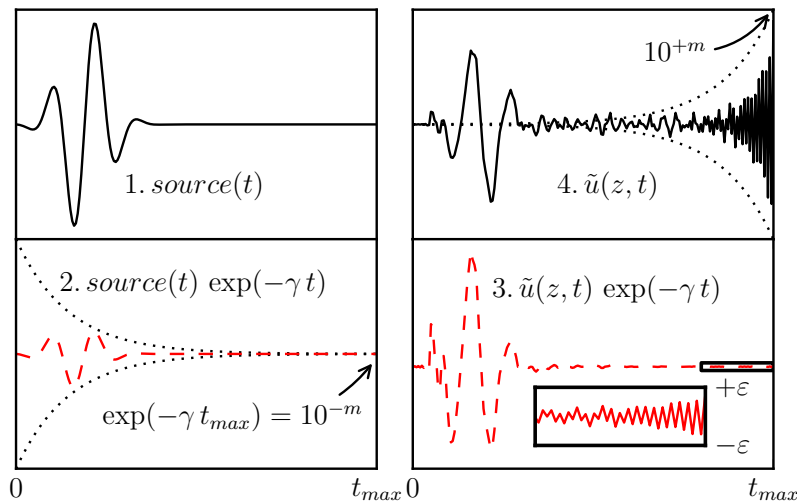 1. source(t)
10^{+m}
4. ũ(z, t)
2. source(t) exp(−γ t)
exp(−γ t_{max}) = 10^{−m}
3. ũ(z, t) exp(−γ t)
+ε
−ε
0
t_{max}
0
t_{max}